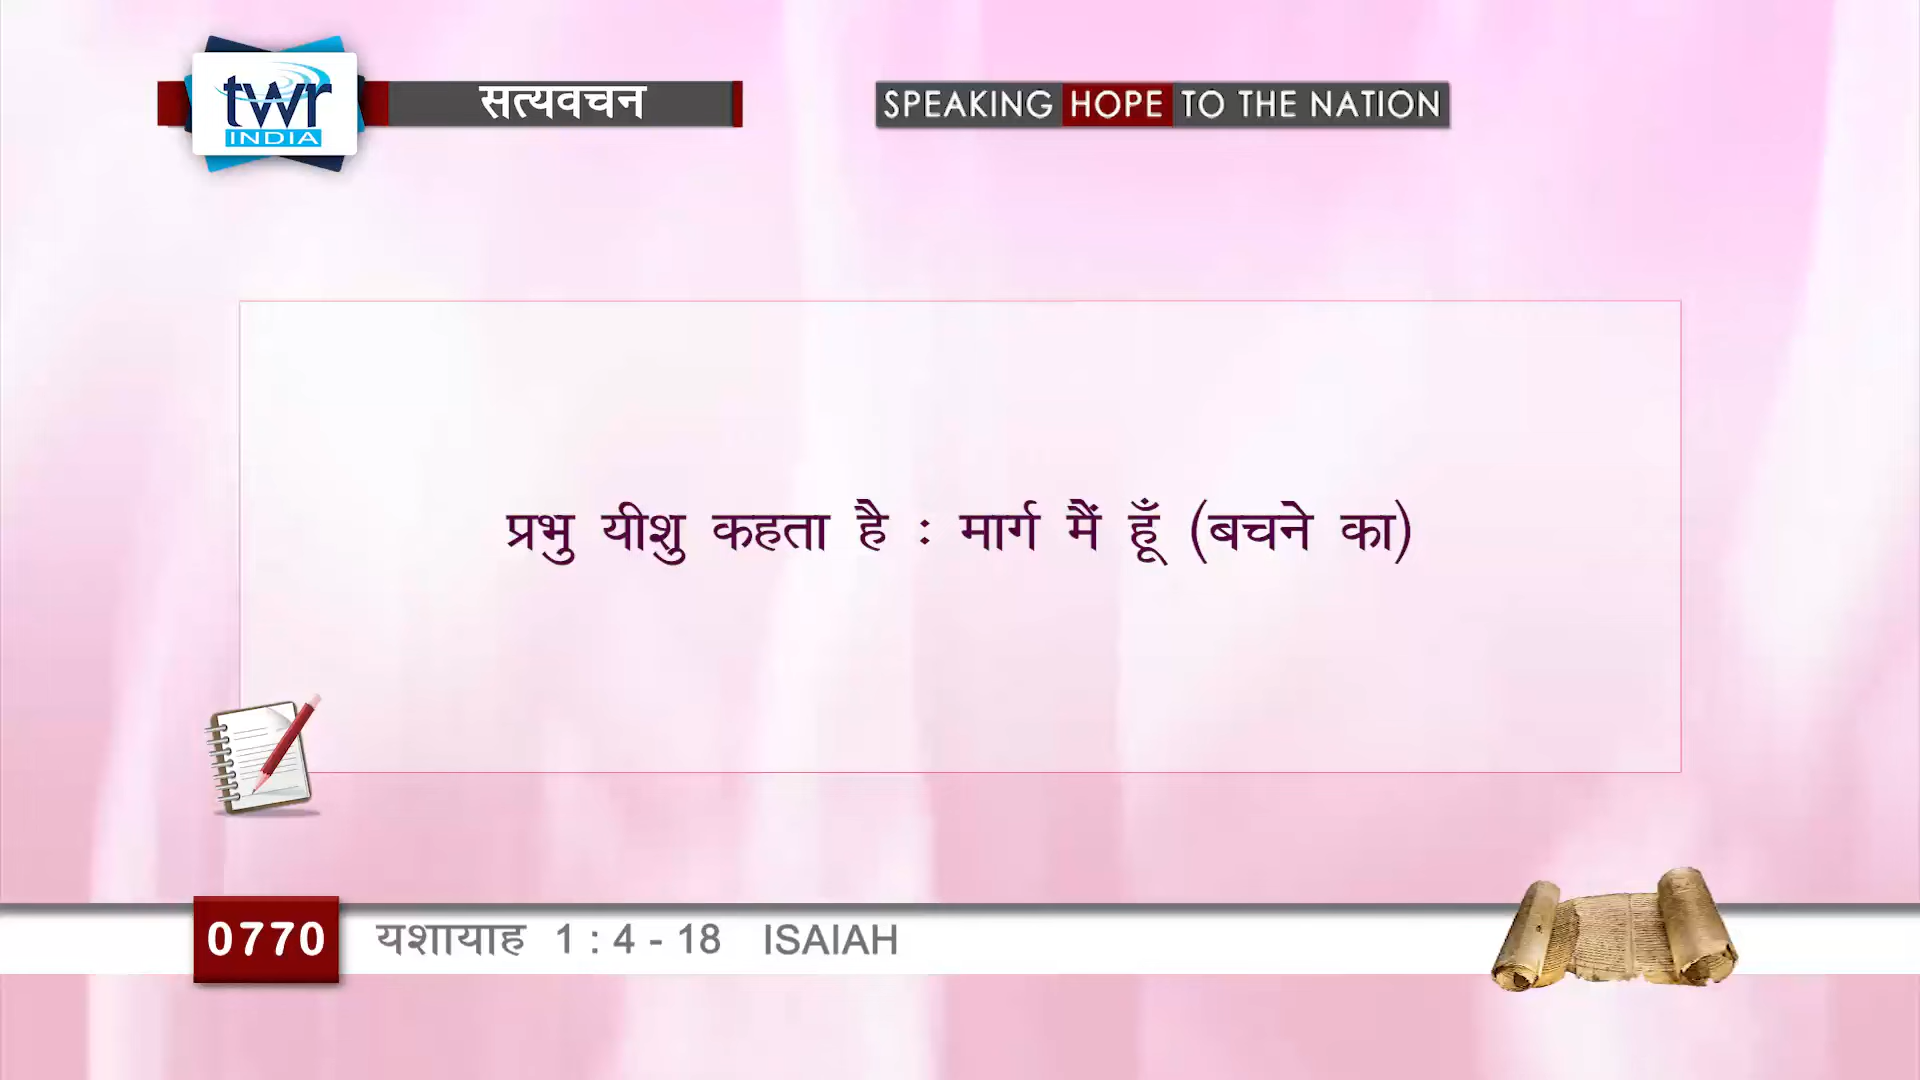 twr
INDIA
सत्यवचन
SPEAKING HOPE TO THE NATION
प्रभु यीशु कहता है : मार्ग मैं हूँ (बचने का)
0770 यशायाह 1 : 4 - 18 ISAIAH